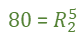 80 = R₂⁵